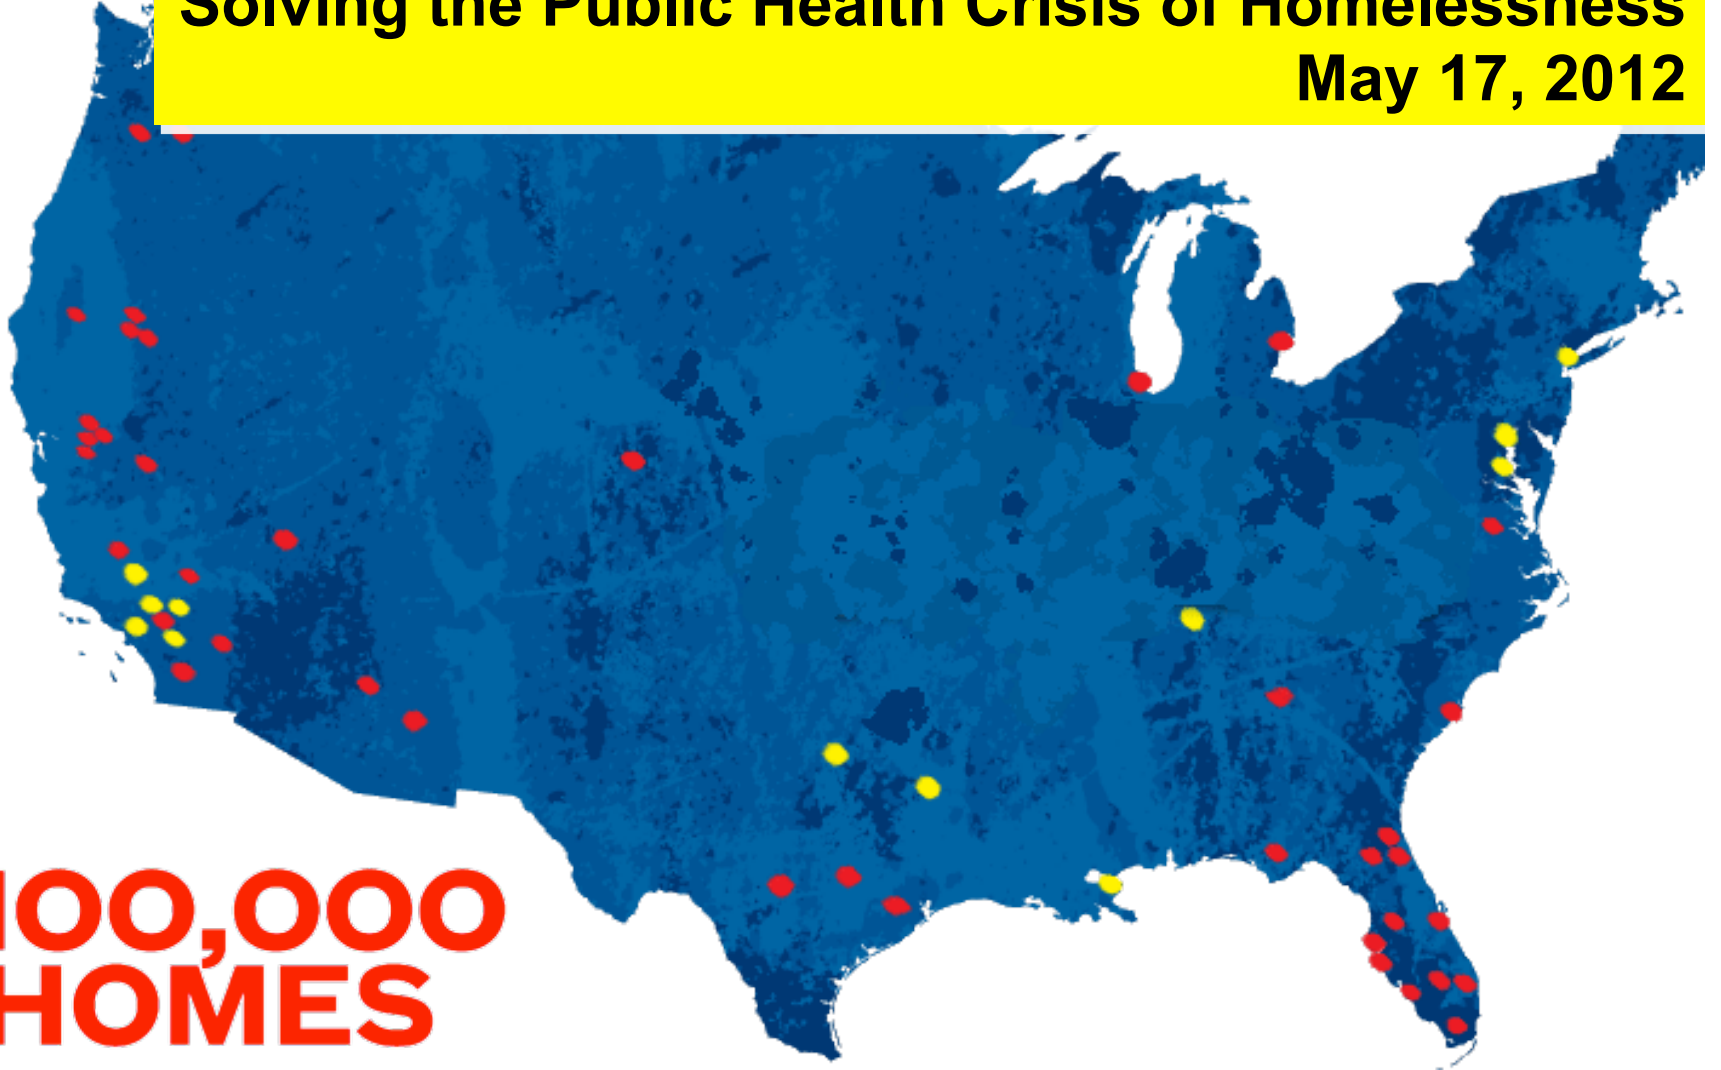 Solving the Public Health Crisis of Homelessness
May 17, 2012
100,000
HOMES